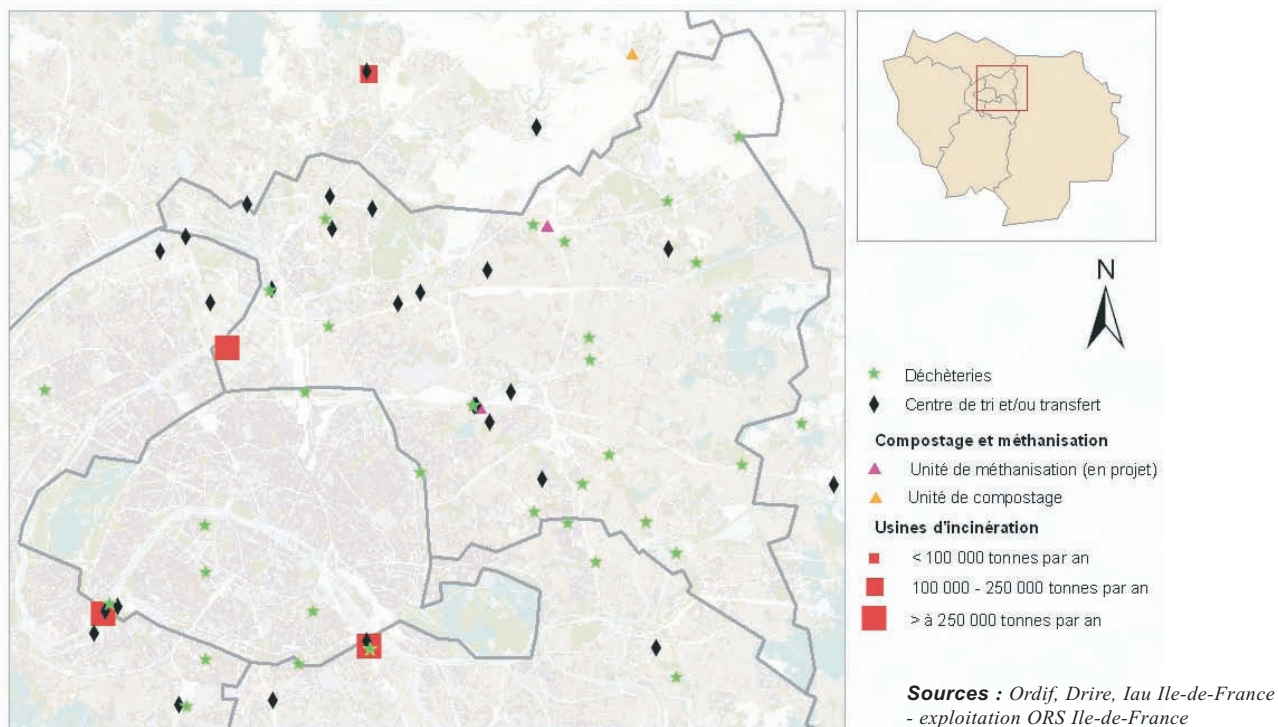 N
Déchèteries
Centre de tri et/ou transfert
Compostage et méthanisation
Unité de méthanisation (en projet)
Unité de compostage
Usines d'incinération
< 100 000 tonnes par an
100 000 - 250 000 tonnes par an
> à 250 000 tonnes par an
Sources : Ordif, Drire, Iau Ile-de-France
- exploitation ORS Ile-de-France